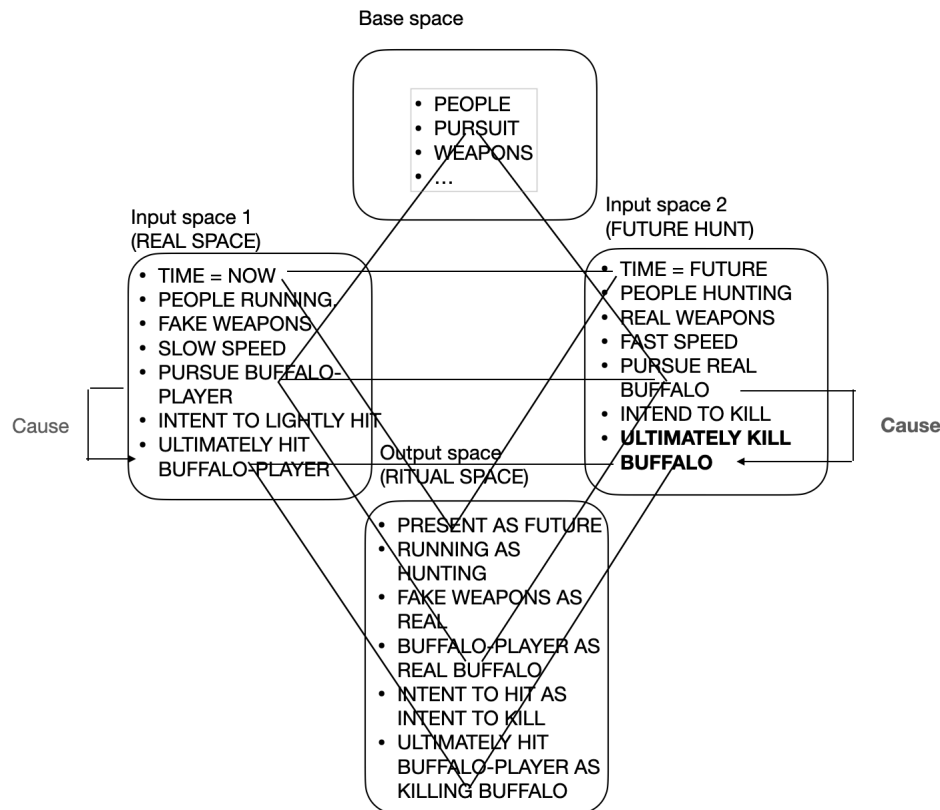 Base space
• PEOPLE
• PURSUIT
• WEAPONS
• ...
Input space 1
(REAL SPACE)
• TIME = NOW
• PEOPLE RUNNING.
• FAKE WEAPONS
• SLOW SPEED
• PURSUE BUFFALO-
PLAYER
• INTENT TO LIGHTLY HIT
• ULTIMATELY HIT
BUFFALO-PLAYER
Cause
Input space 2
(FUTURE HUNT)
• TIME = FUTURE
• PEOPLE HUNTING
• REAL WEAPONS
• FAST SPEED
• PURSUE REAL
BUFFALO
• INTEND TO KILL
• ULTIMATELY KILL
BUFFALO
Cause
Output space
(RITUAL SPACE)
• PRESENT AS FUTURE
• RUNNING AS
HUNTING
• FAKE WEAPONS AS
REAL
• BUFFALO-PLAYER AS
REAL BUFFALO
• INTENT TO HIT AS
INTENT TO KILL
• ULTIMATELY HIT
BUFFALO-PLAYER AS
KILLING BUFFALO